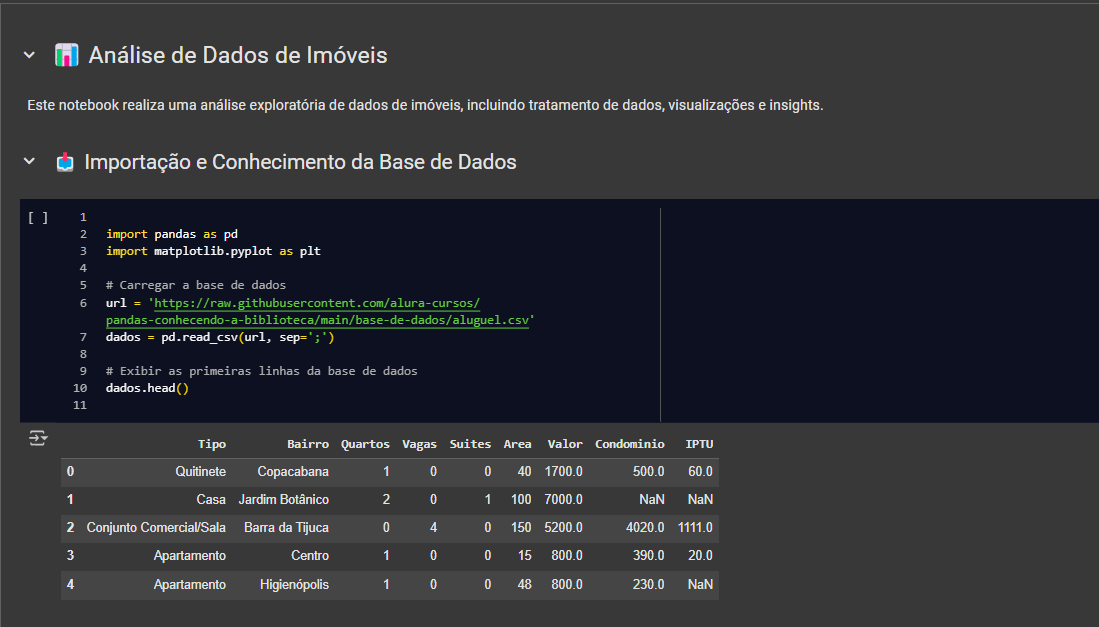 Análise de Dados de Imóveis
Este notebook realiza uma análise exploratória de dados de imóveis, incluindo tratamento de dados, visualizações e insights.
Importação e Conhecimento da Base de Dados
[ ] 1
2 import pandas as pd
3 import matplotlib.pyplot as plt
4
5 # Carregar a base de dados
6 url = 'https://raw.githubusercontent.com/alura-cursos/
pandas-conhecendo-a-biblioteca/main/base-de-dados/aluguel.csv'
7 dados = pd.read_csv(url, sep=';')
8
9 # Exibir as primeiras linhas da base de dados
10 dados.head()
11
Tipo Bairro Quartos Vagas Suites Area Valor Condominio IPTU
0 Quitinete Copacabana 1 0 0 40 1700.0 500.0 60.0
1 Casa Jardim Botânico 2 0 1 100 7000.0 NaN NaN
2 Conjunto Comercial/Sala Barra da Tijuca 0 4 0 150 5200.0 4020.0 1111.0
3 Apartamento Centro 1 0 0 15 800.0 390.0 20.0
4 Apartamento Higienópolis 1 0 0 48 800.0 230.0 NaN